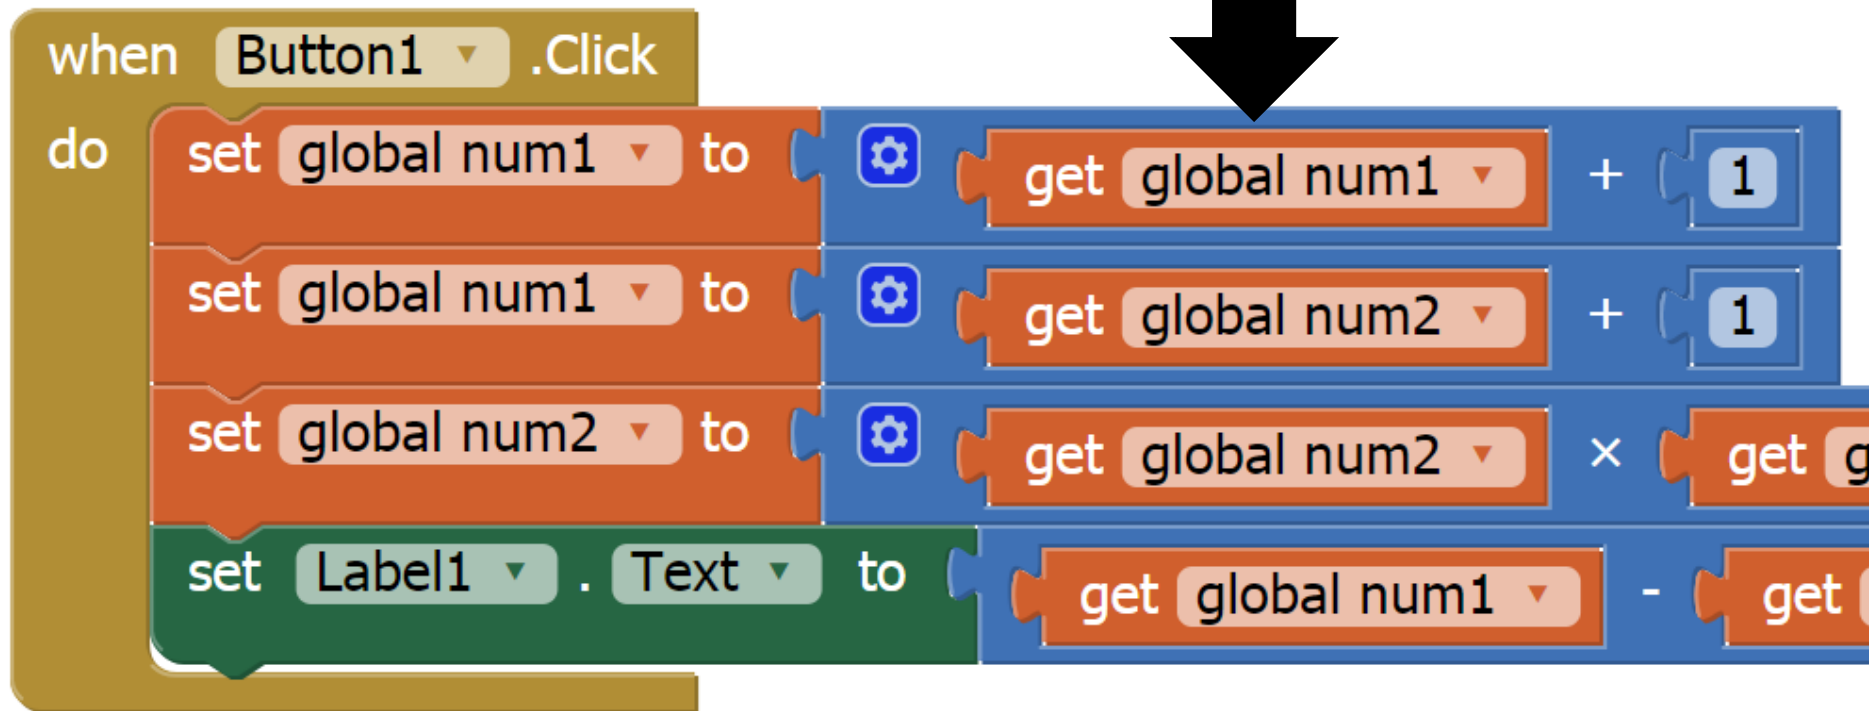 when Button1 .Click
do set global num1 to get global num1 + 1
set global num1 to get global num2 + 1
set global num2 to get global num2 × get
set Label1 . Text to get global num1 - get